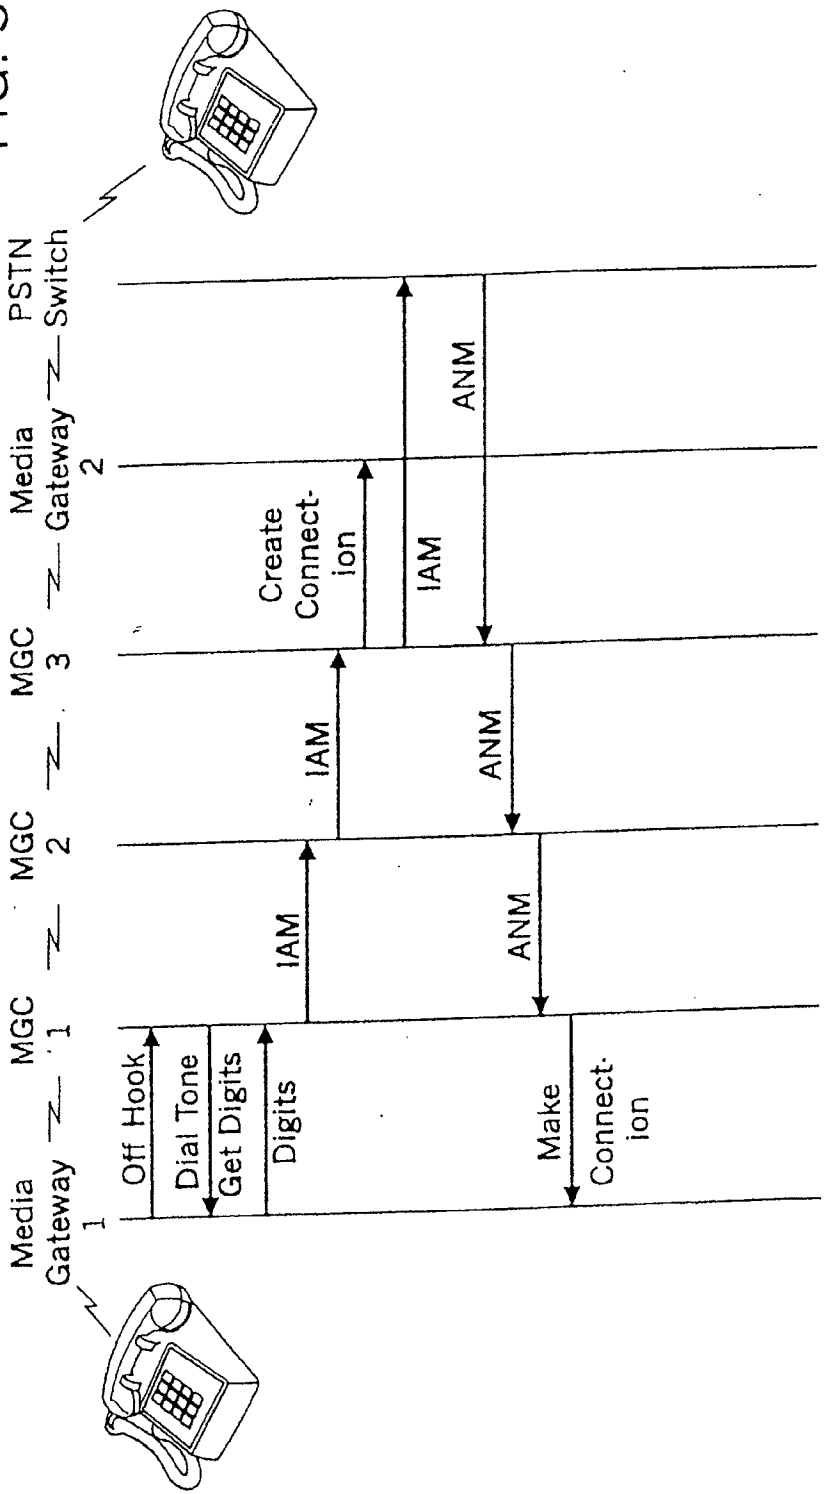 FIG.
Media
Gateway
1
MGC
1
MGC
2
MGC
3
Media
Gateway
2
PSTN
Switch
Off Hook
Dial Tone
Get Digits
Digits
IAM
IAM
Create
Connect-
ion
IAM
ANM
ANM
ANM
Make
Connect-
ion